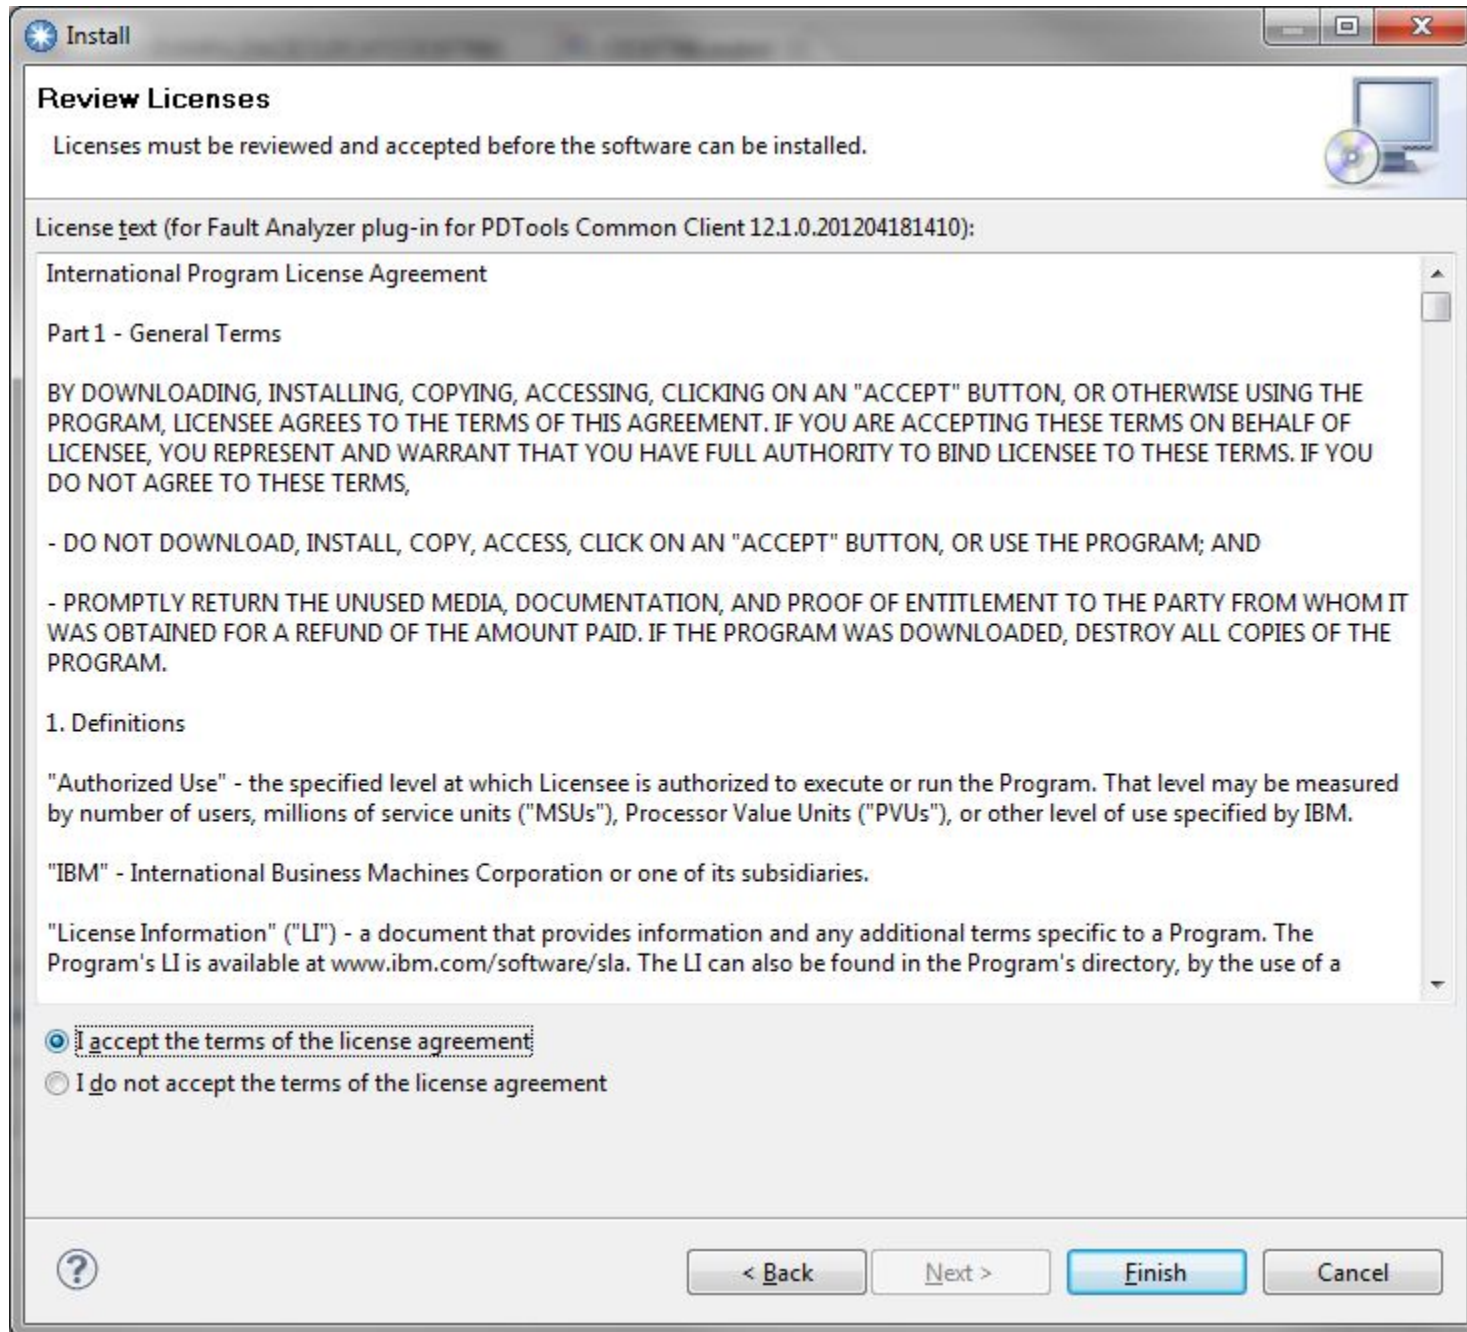 Install
Review Licenses
Licenses must be reviewed and accepted before the software can be installed.
License text (for Fault Analyzer plug-in for PDTools Common Client 12.1.0.201204181410):
International Program License Agreement
Part 1 - General Terms
BY DOWNLOADING, INSTALLING, COPYING, ACCESSING, CLICKING ON AN "ACCEPT" BUTTON, OR OTHERWISE USING THE
PROGRAM, LICENSEE AGREES TO THE TERMS OF THIS AGREEMENT. IF YOU ARE ACCEPTING THESE TERMS ON BEHALF OF
LICENSEE, YOU REPRESENT AND WARRANT THAT YOU HAVE FULL AUTHORITY TO BIND LICENSEE TO THESE TERMS. IF YOU
DO NOT AGREE TO THESE TERMS,
- DO NOT DOWNLOAD, INSTALL, COPY, ACCESS, CLICK ON AN "ACCEPT" BUTTON, OR USE THE PROGRAM; AND
- PROMPTLY RETURN THE UNUSED MEDIA, DOCUMENTATION, AND PROOF OF ENTITLEMENT TO THE PARTY FROM WHOM IT
WAS OBTAINED FOR A REFUND OF THE AMOUNT PAID. IF THE PROGRAM WAS DOWNLOADED, DESTROY ALL COPIES OF THE
PROGRAM.
1. Definitions
"Authorized Use" - the specified level at which Licensee is authorized to execute or run the Program. That level may be measured
by number of users, millions of service units ("MSUs"), Processor Value Units ("PVUs"), or other level of use specified by IBM.
"IBM" - International Business Machines Corporation or one of its subsidiaries.
"License Information" ("LI") - a document that provides information and any additional terms specific to a Program. The
Program's LI is available at www.ibm.com/software/sla. The LI can also be found in the Program's directory, by the use of a
I accept the terms of the license agreement
I do not accept the terms of the license agreement
? < Back Next > Finish Cancel